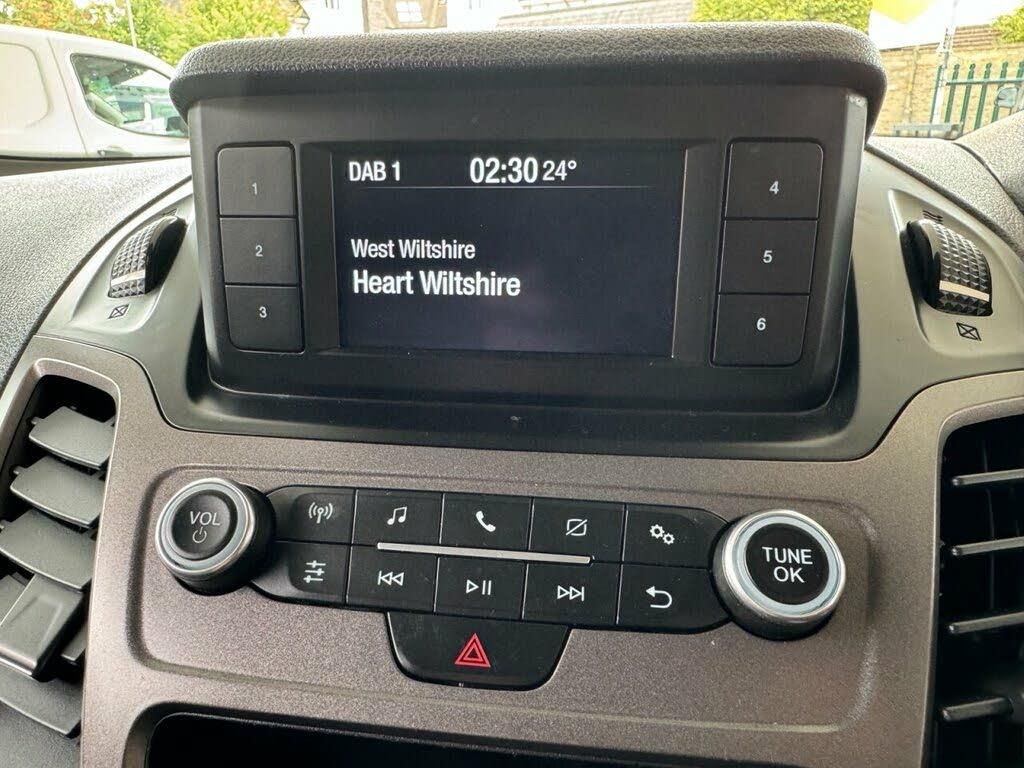 DAB 1 02:30 24°
West Wiltshire
Heart Wiltshire
1
2
3
4
5
6
VOL
TUNE
OK